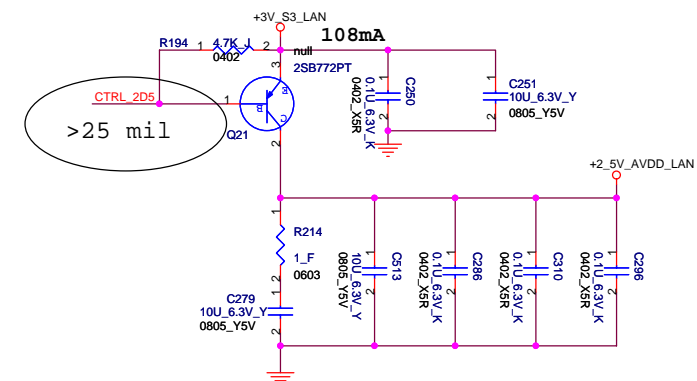 +3V_S3_LAN
108mA
R194
4.7K_J
2
0402
null
3
2SB772PT
E
CTRL_2D5
1
B
C
>25 mil
Q21
2
1
2
C250
0.1U_6.3V_K
0402_X5R
1
2
C251
10U_6.3V_Y
0805_Y5V
+2_5V_AVDD_LAN
1
R214
1_F
0603
2
1
C279
10U_6.3V_Y
0805_Y5V
2
1
2
C513
10U_6.3V_Y
0805_Y5V
1
2
C286
0.1U_6.3V_K
0402_X5R
1
2
C310
0.1U_6.3V_K
0402_X5R
1
2
C296
0.1U_6.3V_K
0402_X5R